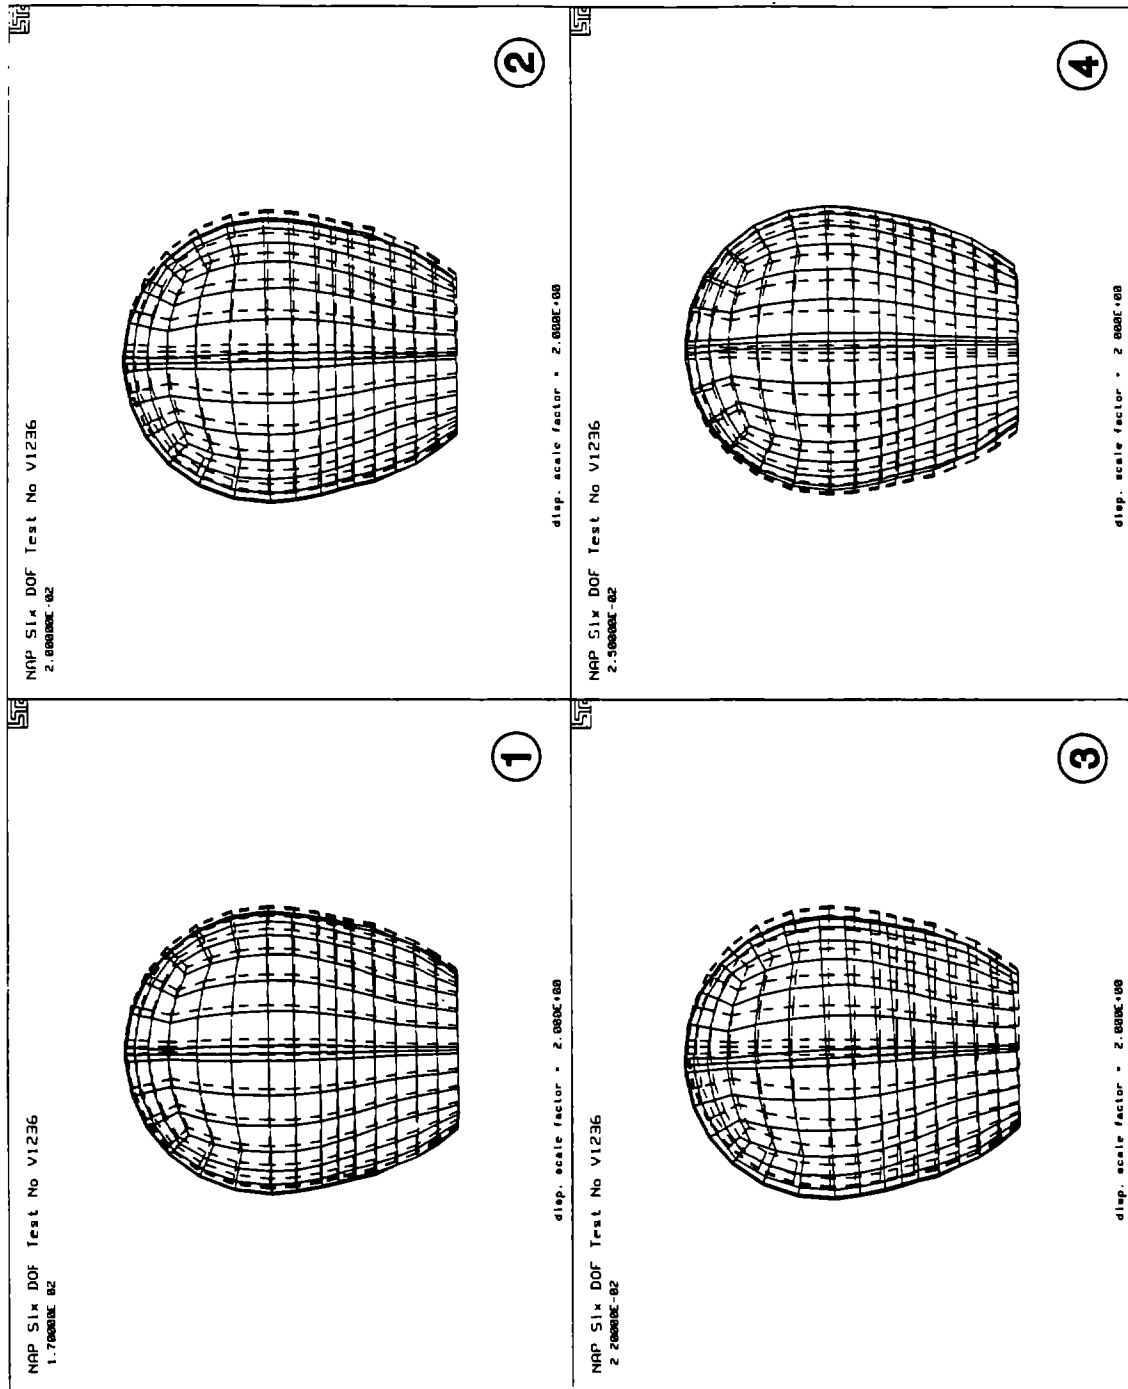 NAP Six DOF Test No V1236
1.70000E 02
1
disp. scale factor = 2.000E+00
NAP Six DOF Test No V1236
2.00000E-02
2
disp. scale factor = 2.000E+00
NAP Six DOF Test No V1236
2 20000E-02
3
disp. scale factor = 2.000E+00
NAP Six DOF Test No V1236
2.50000E-02
4
disp. scale factor = 2 000E+00